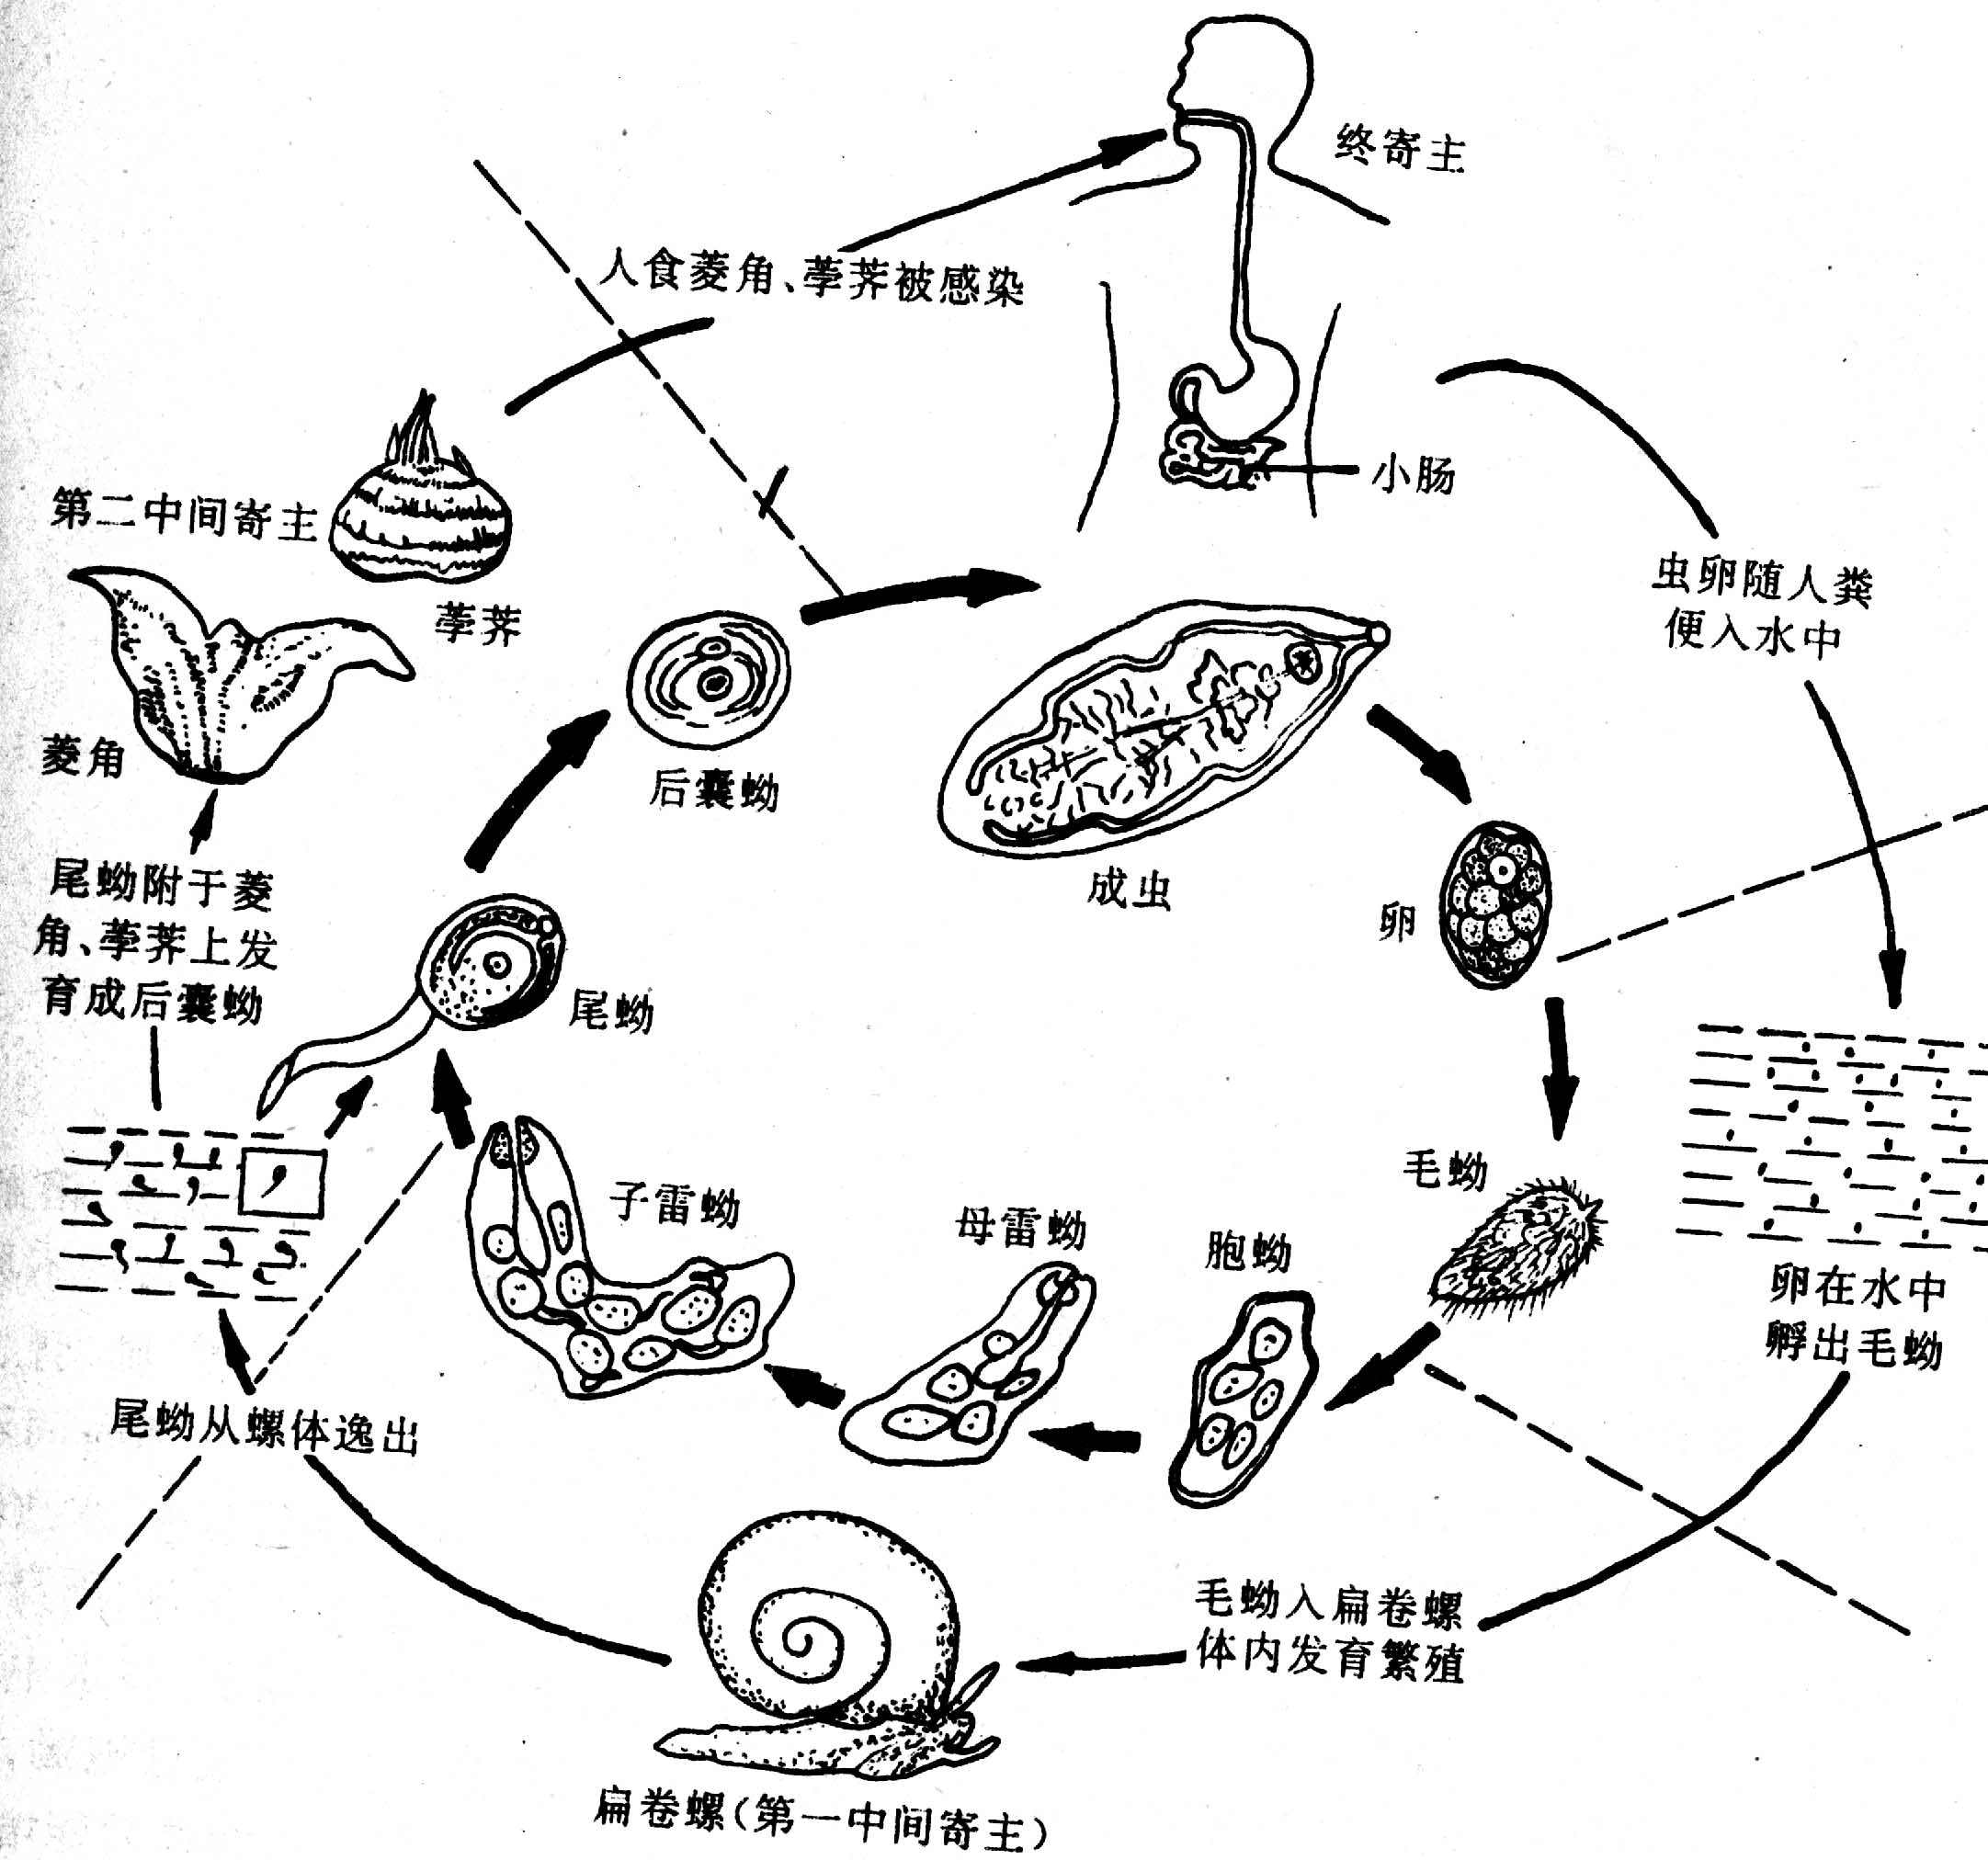 终寄主
人食菱角、荸荠被感染
小肠
第二中间寄主
荸荠
菱角
虫卵随人粪
便入水中
后囊蚴
成虫
卵
尾蚴附于菱
角、荸荠上发
育成后囊蚴
尾蚴
毛蚴
子雷蚴
母雷蚴
胞蚴
卵在水中
孵出毛蚴
尾蚴从螺体逸出
毛蚴入扁卷螺
体内发育繁殖
扁卷螺(第一中间寄主)